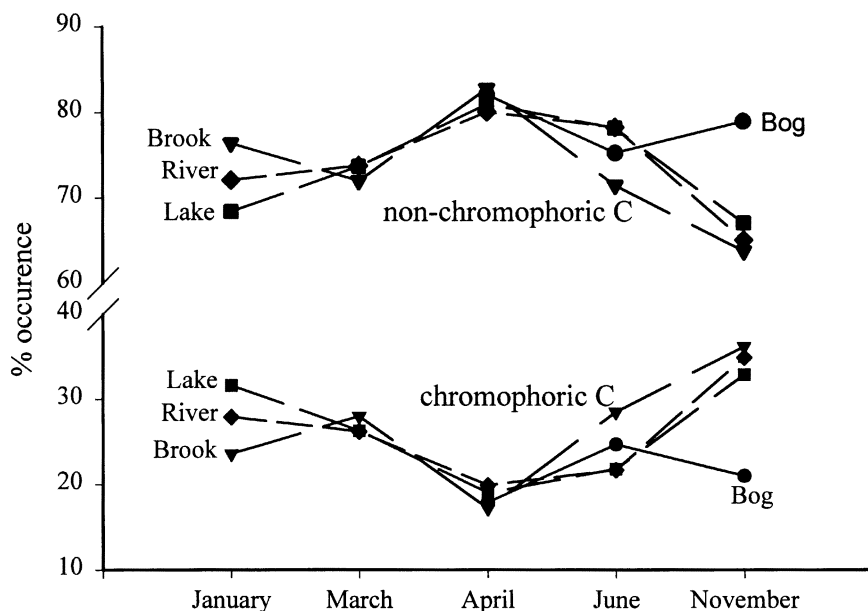 90
80
Brook
Bog
River
70
Lake
non-chromophoric C
60
% occurence
40
Lake
chromophoric C
30
River
Brook
20
Bog
10
January March April June November